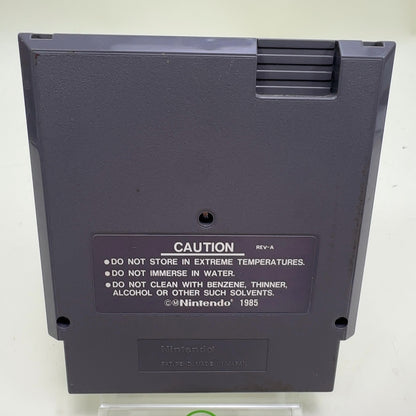 CAUTION REV-A
● DO NOT STORE IN EXTREME TEMPERATURES.
● DO NOT IMMERSE IN WATER.
● DO NOT CLEAN WITH BENZENE, THINNER,
ALCOHOL OR OTHER SUCH SOLVENTS.
©ⓂNintendo® 1985
Nintendo®